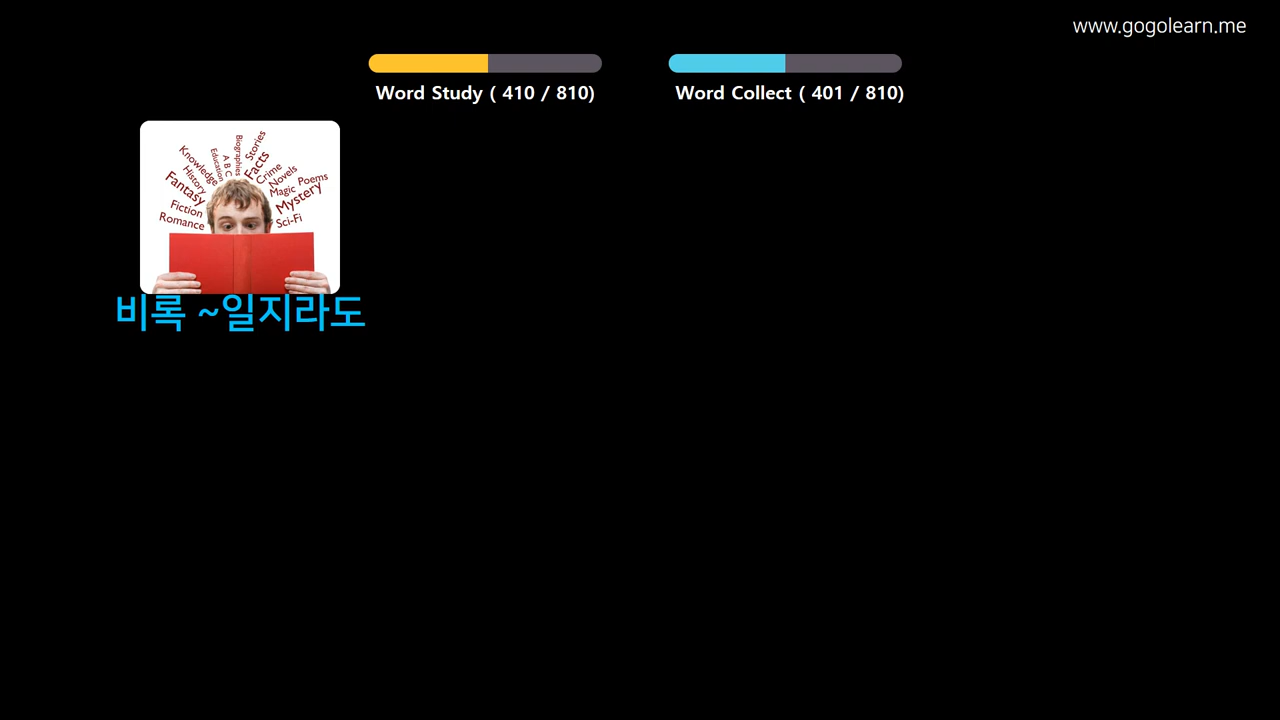 www.gogolearn.me
Word Study ( 410 / 810)
Word Collect ( 401 / 810)
Knowledge
History
Fantasy
Fiction
Romance
Education
A B C
Biographies
Stories
Facts
Crime
Novels
Magic
Poems
Mystery
Sci-Fi
비록 ~일지라도